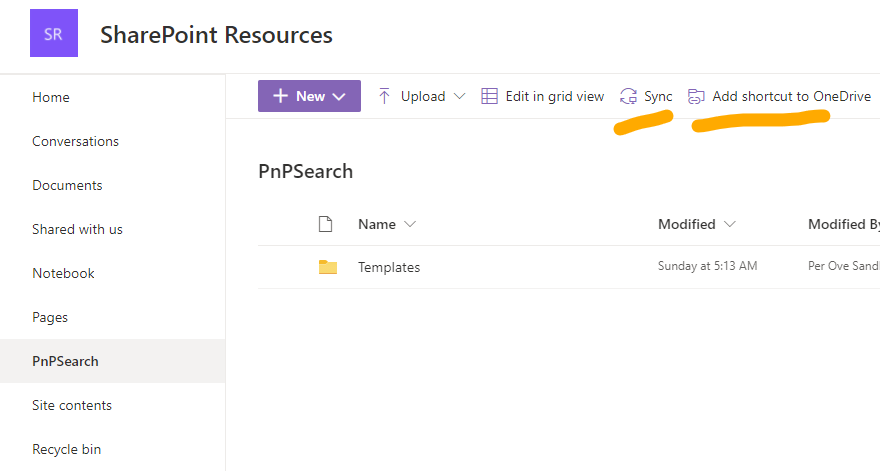 SR
SharePoint Resources
Home
Conversations
Documents
Shared with us
Notebook
Pages
PnPSearch
Site contents
Recycle bin
New Upload Edit in grid view Sync Add shortcut to OneDrive
PnPSearch
Name Modified Modified By
Templates Sunday at 5:13 AM Per Ove